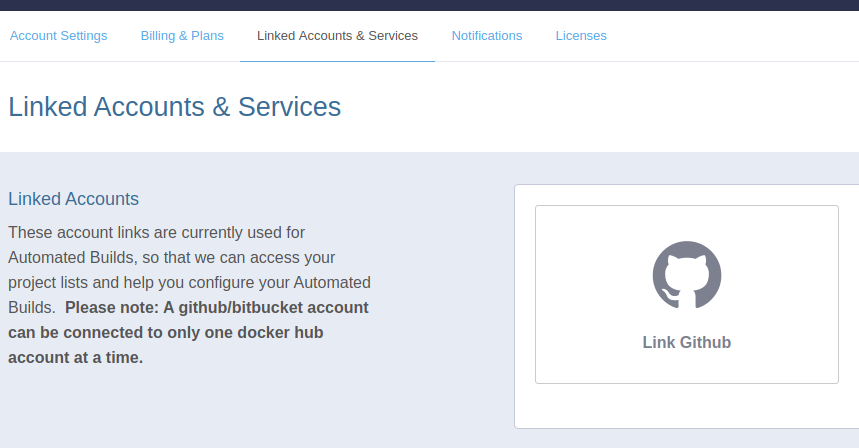 Account Settings Billing & Plans Linked Accounts & Services Notifications Licenses
Linked Accounts & Services
Linked Accounts
These account links are currently used for
Automated Builds, so that we can access your
project lists and help you configure your Automated
Builds. Please note: A github/bitbucket account
can be connected to only one docker hub
account at a time.
Link Github